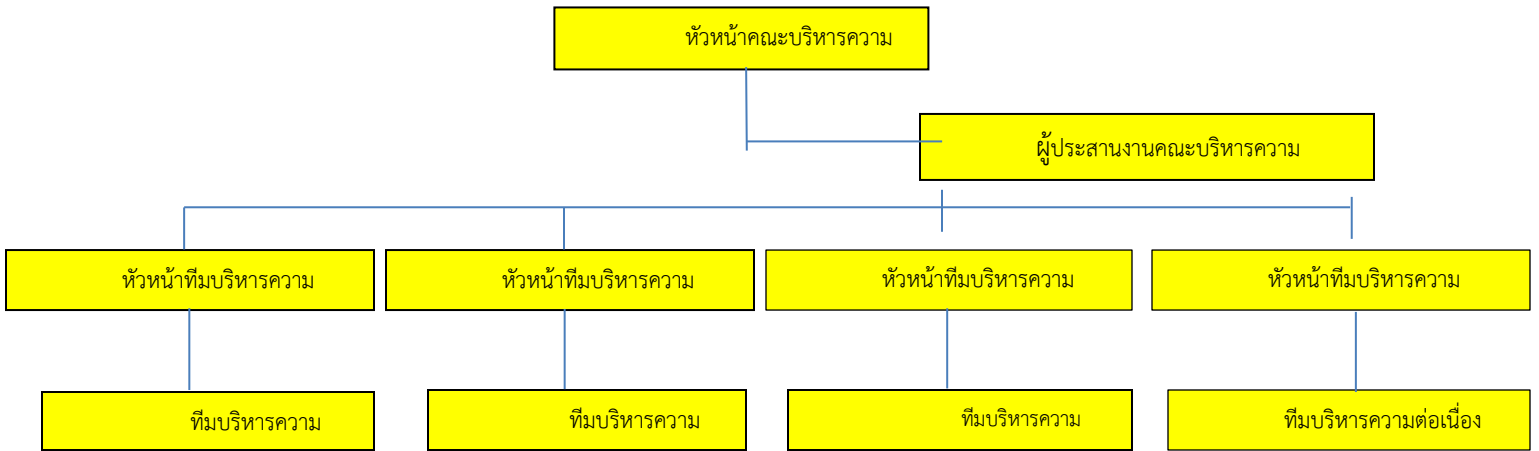 หัวหน้าคณะบริหารความ
ผู้ประสานงานคณะบริหารความ
หัวหน้าทีมบริหารความ
หัวหน้าทีมบริหารความ
หัวหน้าทีมบริหารความ
หัวหน้าทีมบริหารความ
ทีมบริหารความ
ทีมบริหารความ
ทีมบริหารความ
ทีมบริหารความต่อเนื่อง